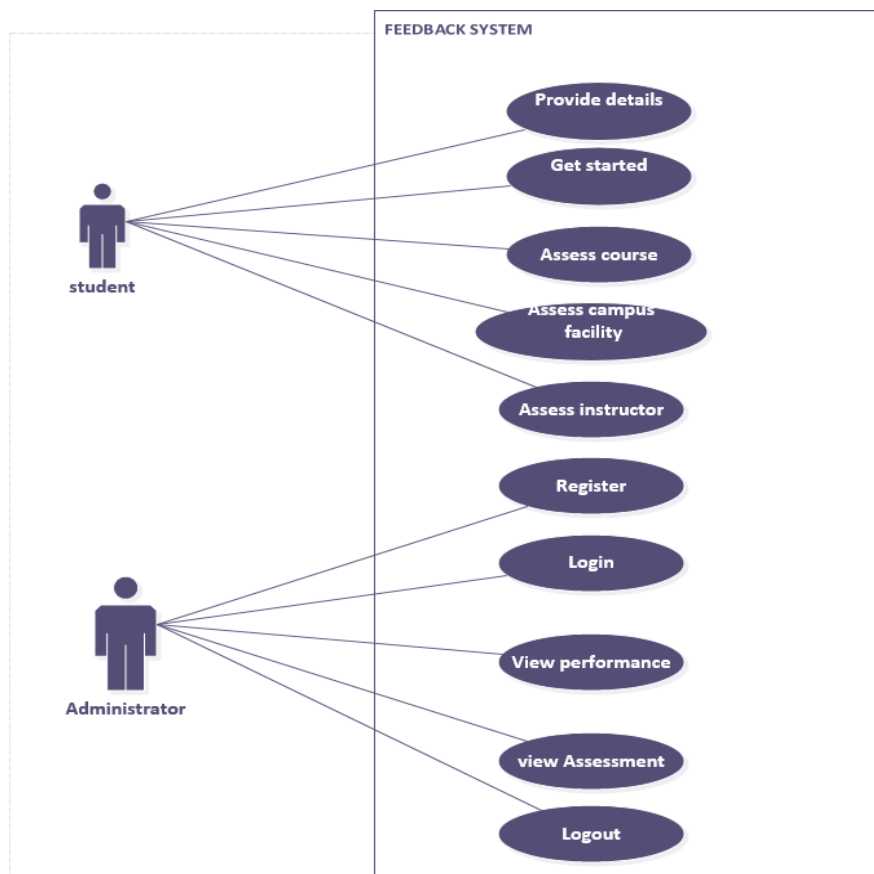 FEEDBACK SYSTEM
Provide details
Get started
Assess course
Assess campus
facility
Assess instructor
student
Register
Login
View performance
view Assessment
Logout
Administrator